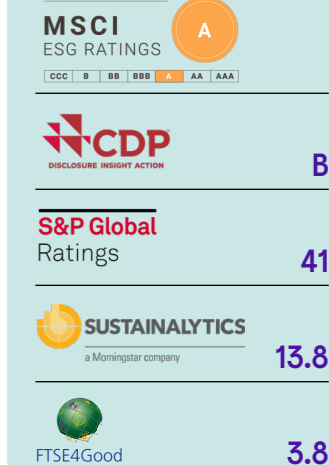 MSCI
ESG RATINGS
A
CCC B BB BBB A AA AAA
CDP
DISCLOSURE INSIGHT ACTION
B
S&P Global
Ratings
41
SUSTAINALYTICS
a Morningstar company
13.8
FTSE4Good
3.8